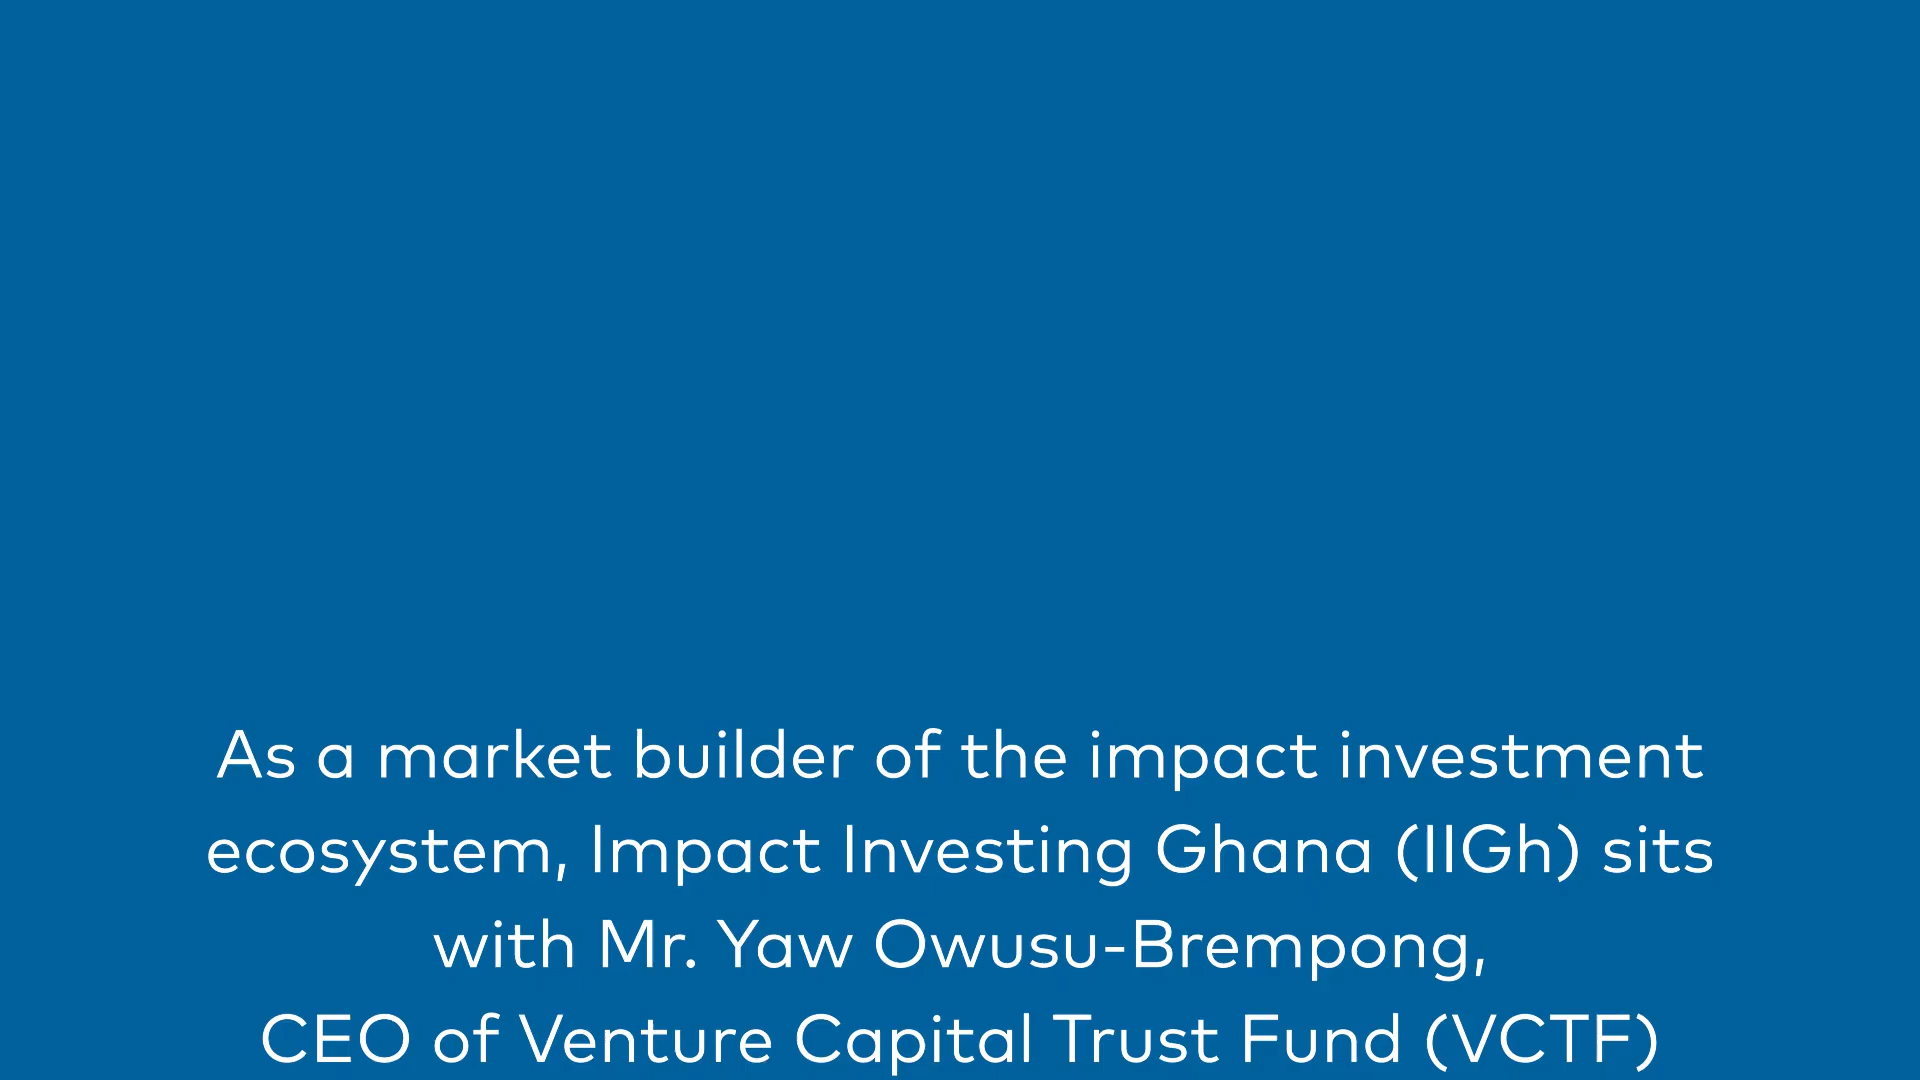 As a market builder of the impact investment
ecosystem, Impact Investing Ghana (IIGh) sits
with Mr. Yaw Owusu-Brempong,
CEO of Venture Capital Trust Fund (VCTF)